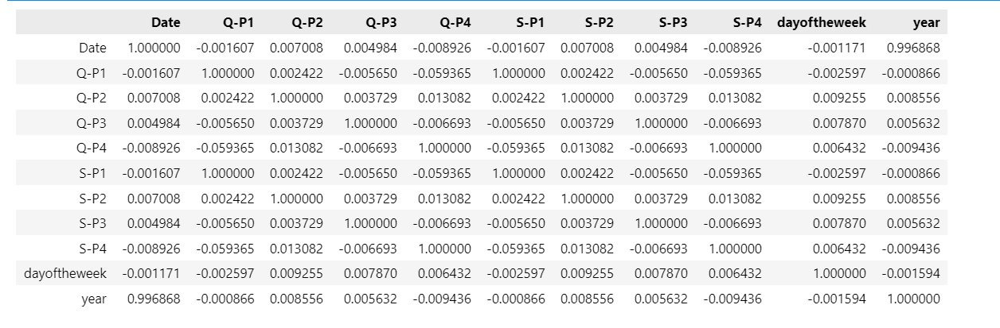 Date Q-P1 Q-P2 Q-P3 Q-P4 S-P1 S-P2 S-P3 S-P4 dayoftheweek year
Date 1.000000 -0.001607 0.007008 0.004984 -0.008926 -0.001607 0.007008 0.004984 -0.008926 -0.001171 0.996868
Q-P1 -0.001607 1.000000 0.002422 -0.005650 -0.059365 1.000000 0.002422 -0.005650 -0.059365 -0.002597 -0.000866
Q-P2 0.007008 0.002422 1.000000 0.003729 0.013082 0.002422 1.000000 0.003729 0.013082 0.009255 0.008556
Q-P3 0.004984 -0.005650 0.003729 1.000000 -0.006693 -0.005650 0.003729 1.000000 -0.006693 0.007870 0.005632
Q-P4 -0.008926 -0.059365 0.013082 -0.006693 1.000000 -0.059365 0.013082 -0.006693 1.000000 0.006432 -0.009436
S-P1 -0.001607 1.000000 0.002422 -0.005650 -0.059365 1.000000 0.002422 -0.005650 -0.059365 -0.002597 -0.000866
S-P2 0.007008 0.002422 1.000000 0.003729 0.013082 0.002422 1.000000 0.003729 0.013082 0.009255 0.008556
S-P3 0.004984 -0.005650 0.003729 1.000000 -0.006693 -0.005650 0.003729 1.000000 -0.006693 0.007870 0.005632
S-P4 -0.008926 -0.059365 0.013082 -0.006693 1.000000 -0.059365 0.013082 -0.006693 1.000000 0.006432 -0.009436
dayoftheweek -0.001171 -0.002597 0.009255 0.007870 0.006432 -0.002597 0.009255 0.007870 0.006432 1.000000 -0.001594
year 0.996868 -0.000866 0.008556 0.005632 -0.009436 -0.000866 0.008556 0.005632 -0.009436 -0.001594 1.000000